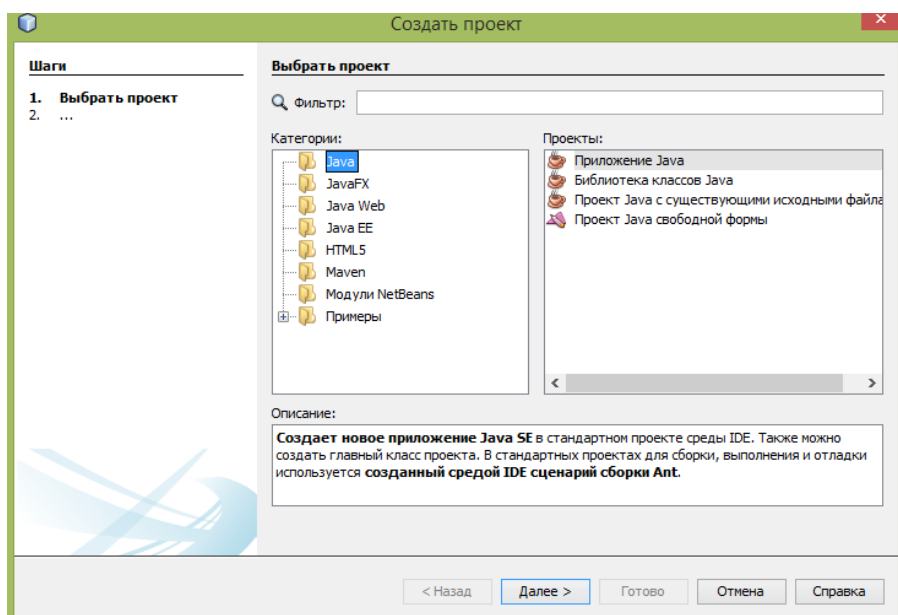 Создать проект
Шаги
1. Выбрать проект
2. ...
Выбрать проект
Фильтр:
Категории:
Java
JavaFX
Java Web
Java EE
HTML5
Maven
Модули NetBeans
Примеры
Проекты:
Приложение Java
Библиотека классов Java
Проект Java с существующими исходными файла
Проект Java свободной формы
Описание:
Создает новое приложение Java SE в стандартном проекте среды IDE. Также можно
создать главный класс проекта. В стандартных проектах для сборки, выполнения и отладки
используется созданный средой IDE сценарий сборки Ant.
< Назад
Далее >
Готово
Отмена
Справка